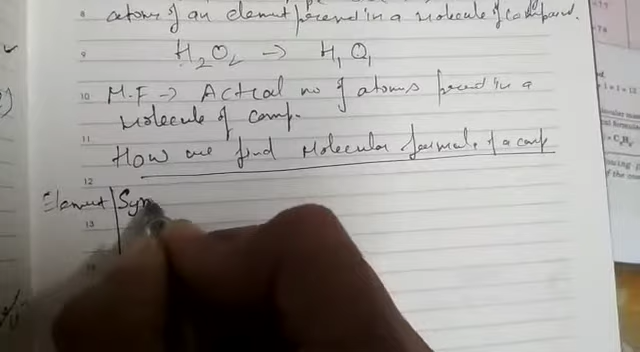 atoms of an element present in a molecule of compound.
H2O2 → H1O1
M.F → Actual no of atoms present in a
molecule of comp.
How we find Molecular formula of a comp
Element | Sym